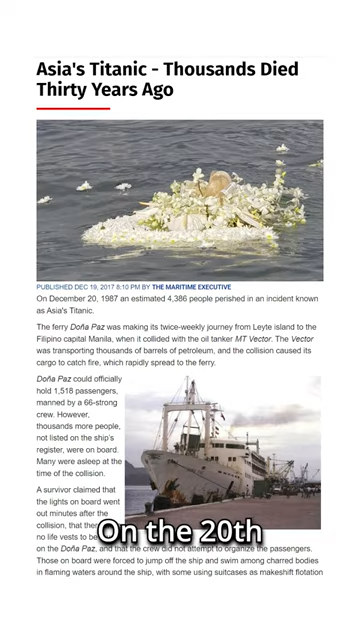 Asia's Titanic - Thousands Died
Thirty Years Ago
PUBLISHED DEC 19, 2017 8:10 PM BY THE MARITIME EXECUTIVE
On December 20, 1987 an estimated 4,386 people perished in an incident known
as Asia's Titanic.
The ferry Doña Paz was making its twice-weekly journey from Leyte island to the
Filipino capital Manila, when it collided with the oil tanker MT Vector. The Vector
was transporting thousands of barrels of petroleum, and the collision caused its
cargo to catch fire, which rapidly spread to the ferry.
Doña Paz could officially
hold 1,518 passengers,
manned by a 66-strong
crew. However,
thousands more people,
not listed on the ship's
register, were on board.
Many were asleep at the
time of the collision.
A survivor claimed that
the lights on board went
out minutes after the
collision, that
no life vests to
On the 20th
on the Doña Paz, and that the crew did not attempt to organize the passengers.
Those on board were forced to jump off the ship and swim among charred bodies
in flaming waters around the ship, with some using suitcases as makeshift flotation